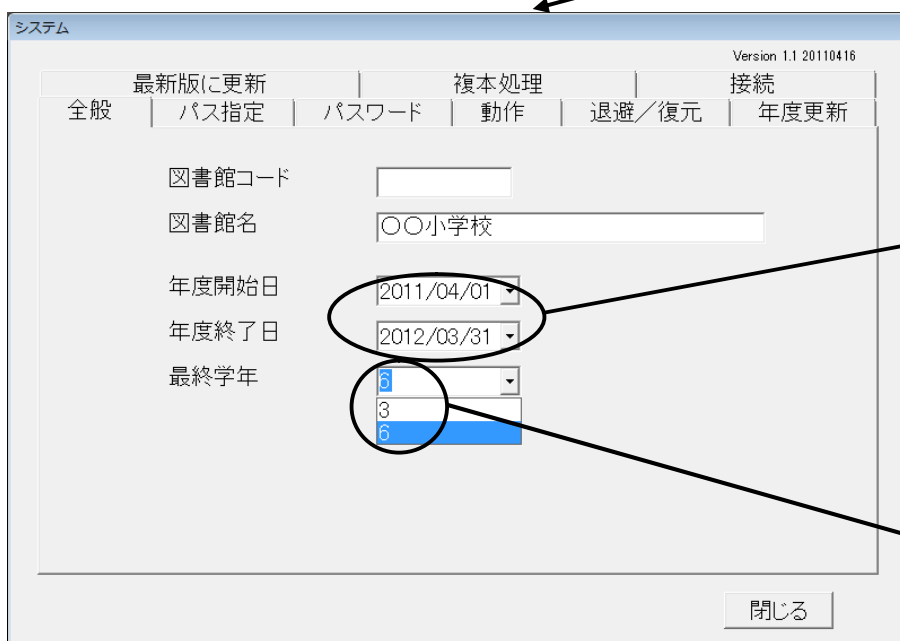 システム
Version 1.1 20110416
最新版に更新 複本処理 接続
全般 パス指定 パスワード 動作 退避／復元 年度更新
図書館コード
図書館名 〇〇小学校
年度開始日 2011/04/01
年度終了日 2012/03/31
最終学年 6
3
6
閉じる